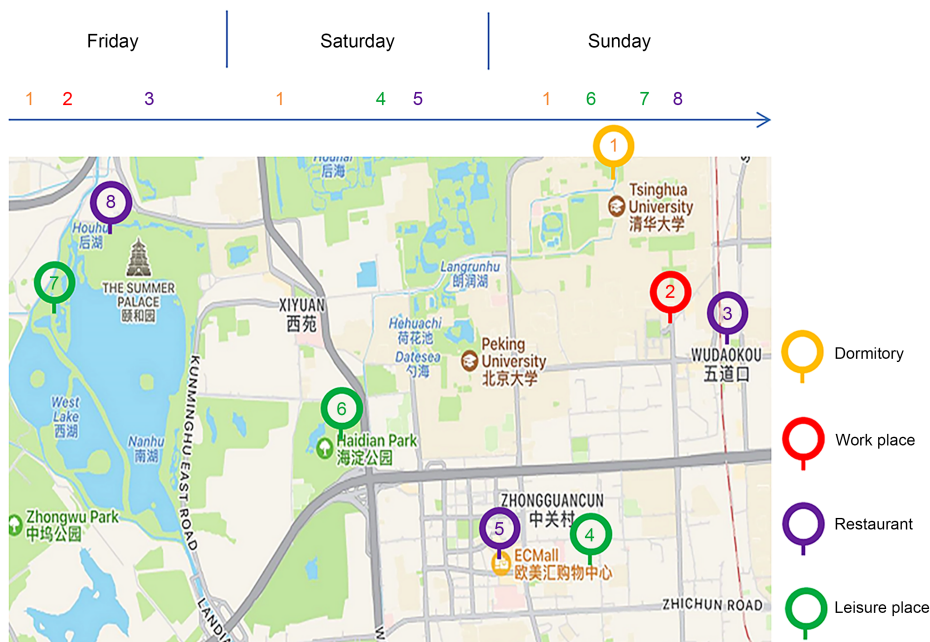 Friday
Saturday
Sunday
1 2 3 1 4 5 1 6 7 8
1
Houhai
后海
Tsinghua
University
清华大学
8
Houhu
后湖
7
THE SUMMER
PALACE
颐和园
Langrunhu
朗润湖
2
3
XIYUAN
西苑
Hehuachi
荷花池
Datesea
勺海
Peking
University
北京大学
WUDAOKOU
五道口
Dormitory
KUNMINGHU EAST ROAD
West
Lake
西湖
Nanhu
南湖
6
Haidian Park
海淀公园
Work place
Zhongwu Park
中坞公园
ZHONGGUANCUN
中关村
5
4
ECMall
欧美汇购物中心
Restaurant
LANDIA
W
ZHICHUN ROAD
Leisure place
S